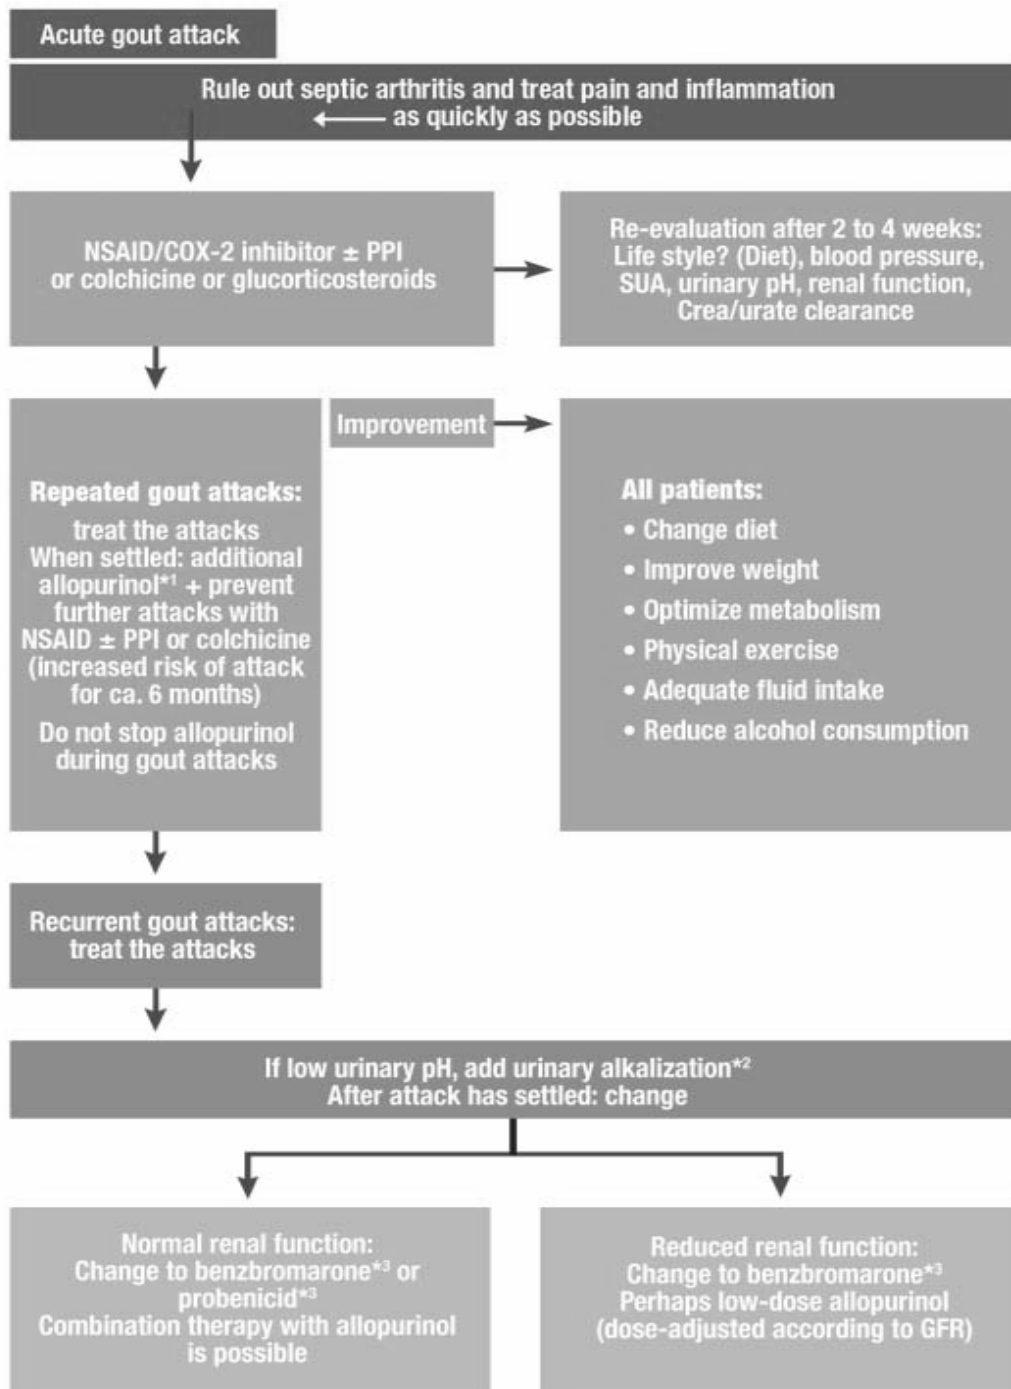 Acute gout attack
Rule out septic arthritis and treat pain and inflammation
as quickly as possible
NSAID/COX-2 inhibitor ± PPI
or colchicine or glucorticosteroids
Re-evaluation after 2 to 4 weeks:
Life style? (Diet), blood pressure,
SUA, urinary pH, renal function,
Crea/urate clearance
Improvement
Repeated gout attacks:
treat the attacks
When settled: additional
allopurinol*1 + prevent
further attacks with
NSAID ± PPI or colchicine
(increased risk of attack
for ca. 6 months)
Do not stop allopurinol
during gout attacks
All patients:
• Change diet
• Improve weight
• Optimize metabolism
• Physical exercise
• Adequate fluid intake
• Reduce alcohol consumption
Recurrent gout attacks:
treat the attacks
If low urinary pH, add urinary alkalization*2
After attack has settled: change
Normal renal function:
Change to benzbromarone*3 or
probenicid*3
Combination therapy with allopurinol
is possible
Reduced renal function:
Change to benzbromarone*3
Perhaps low-dose allopurinol
(dose-adjusted according to GFR)